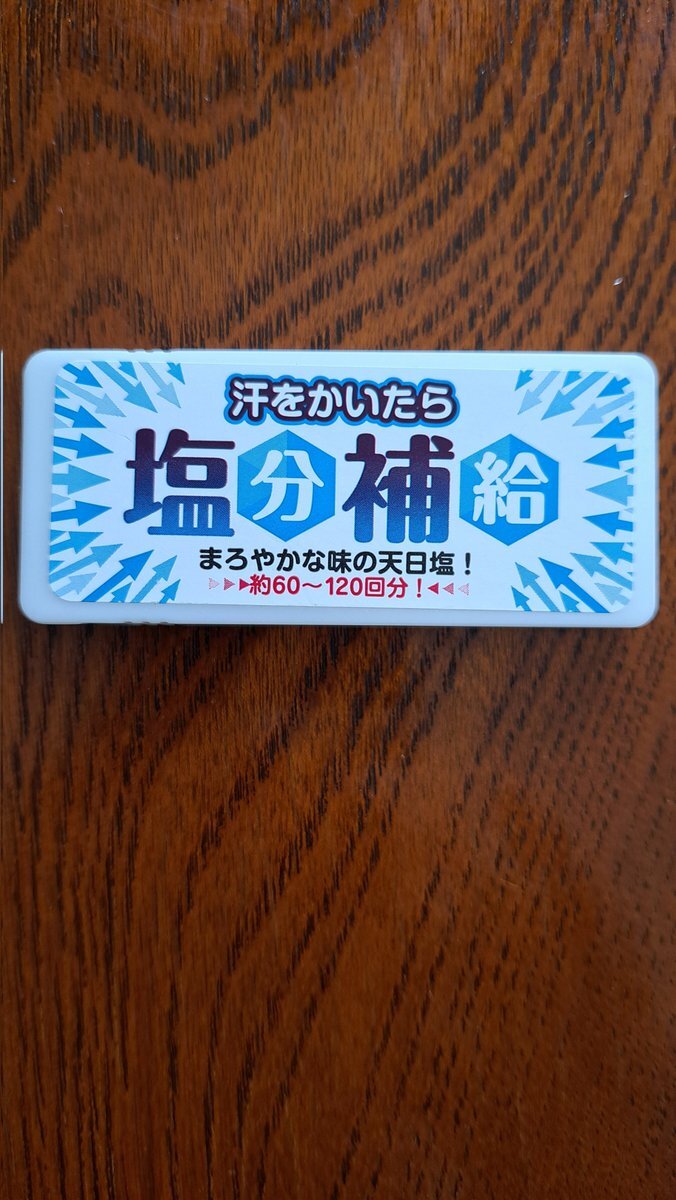 汗をかいたら
塩分補給
まろやかな味の天日塩！
約60〜120回分！